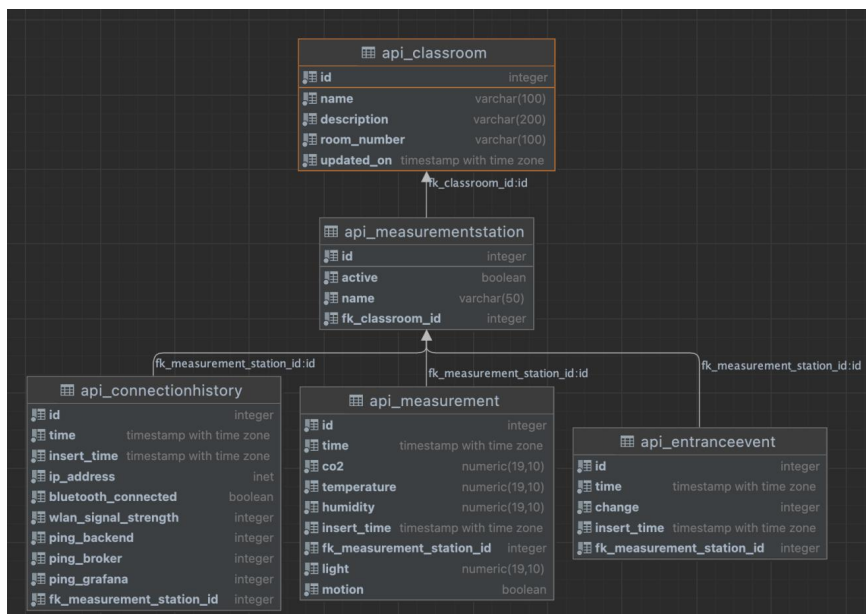 api_classroom
id integer
name varchar(100)
description varchar(200)
room_number varchar(100)
updated_on timestamp with time zone
fk_classroom_id:id
api_measurementstation
id integer
active boolean
name varchar(50)
fk_classroom_id integer
fk_measurement_station_id:id
fk_measurement_station_id:id
fk_measurement_station_id:id
api_connectionhistory
id integer
time timestamp with time zone
insert_time timestamp with time zone
ip_address inet
bluetooth_connected boolean
wlan_signal_strength integer
ping_backend integer
ping_broker integer
ping_grafana integer
fk_measurement_station_id integer
api_measurement
id integer
time timestamp with time zone
co2 numeric(19,10)
temperature numeric(19,10)
humidity numeric(19,10)
insert_time timestamp with time zone
fk_measurement_station_id integer
light numeric(19,10)
motion boolean
api_entranceevent
id integer
time timestamp with time zone
change integer
insert_time timestamp with time zone
fk_measurement_station_id integer